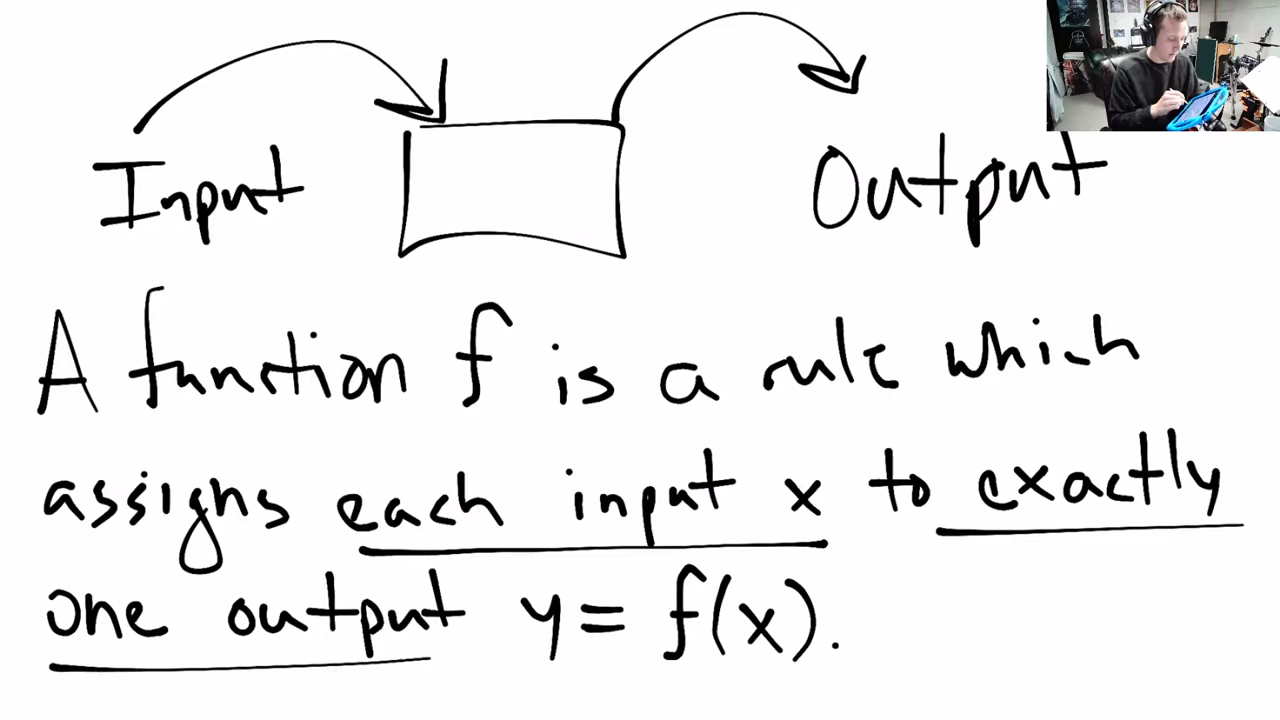 Input Output
A function f is a rule which
assigns each input x to exactly
one output y = f(x).